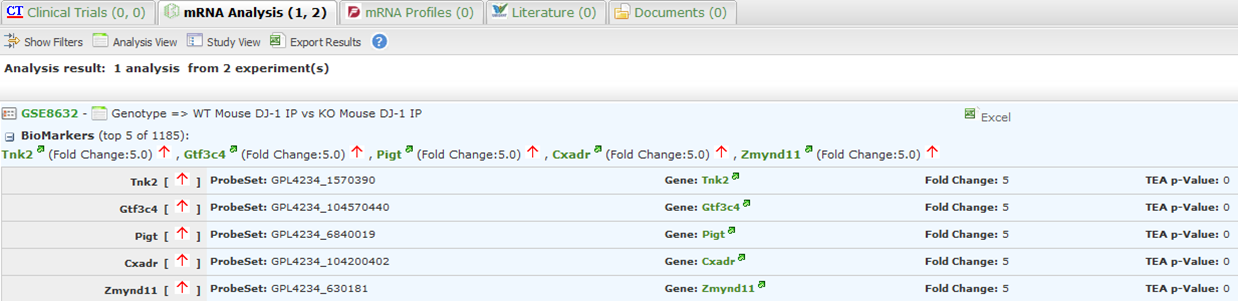 CT Clinical Trials (0, 0) mRNA Analysis (1, 2) P mRNA Profiles (0) Literature (0) Documents (0)
Show Filters Analysis View Study View Export Results ?
Analysis result: 1 analysis from 2 experiment(s)
GSE8632 - Genotype => WT Mouse DJ-1 IP vs KO Mouse DJ-1 IP Excel
BioMarkers (top 5 of 1185):
Tnk2 (Fold Change:5.0) ↑ , Gtf3c4 (Fold Change:5.0) ↑ , Pigt (Fold Change:5.0) ↑ , Cxadr (Fold Change:5.0) ↑ , Zmynd11 (Fold Change:5.0) ↑
Tnk2 [ ↑ ] ProbeSet: GPL4234_1570390 Gene: Tnk2 Fold Change: 5 TEA p-Value: 0
Gtf3c4 [ ↑ ] ProbeSet: GPL4234_104570440 Gene: Gtf3c4 Fold Change: 5 TEA p-Value: 0
Pigt [ ↑ ] ProbeSet: GPL4234_6840019 Gene: Pigt Fold Change: 5 TEA p-Value: 0
Cxadr [ ↑ ] ProbeSet: GPL4234_104200402 Gene: Cxadr Fold Change: 5 TEA p-Value: 0
Zmynd11 [ ↑ ] ProbeSet: GPL4234_630181 Gene: Zmynd11 Fold Change: 5 TEA p-Value: 0